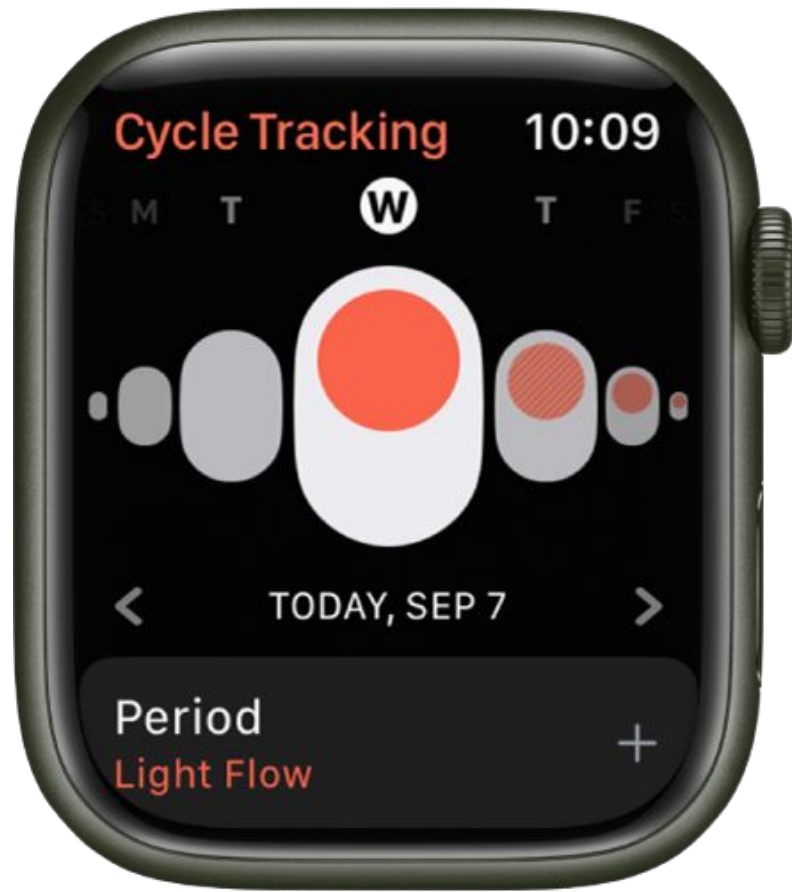 Cycle Tracking 10:09
S M T W T F S
< TODAY, SEP 7 >
Period
Light Flow
+